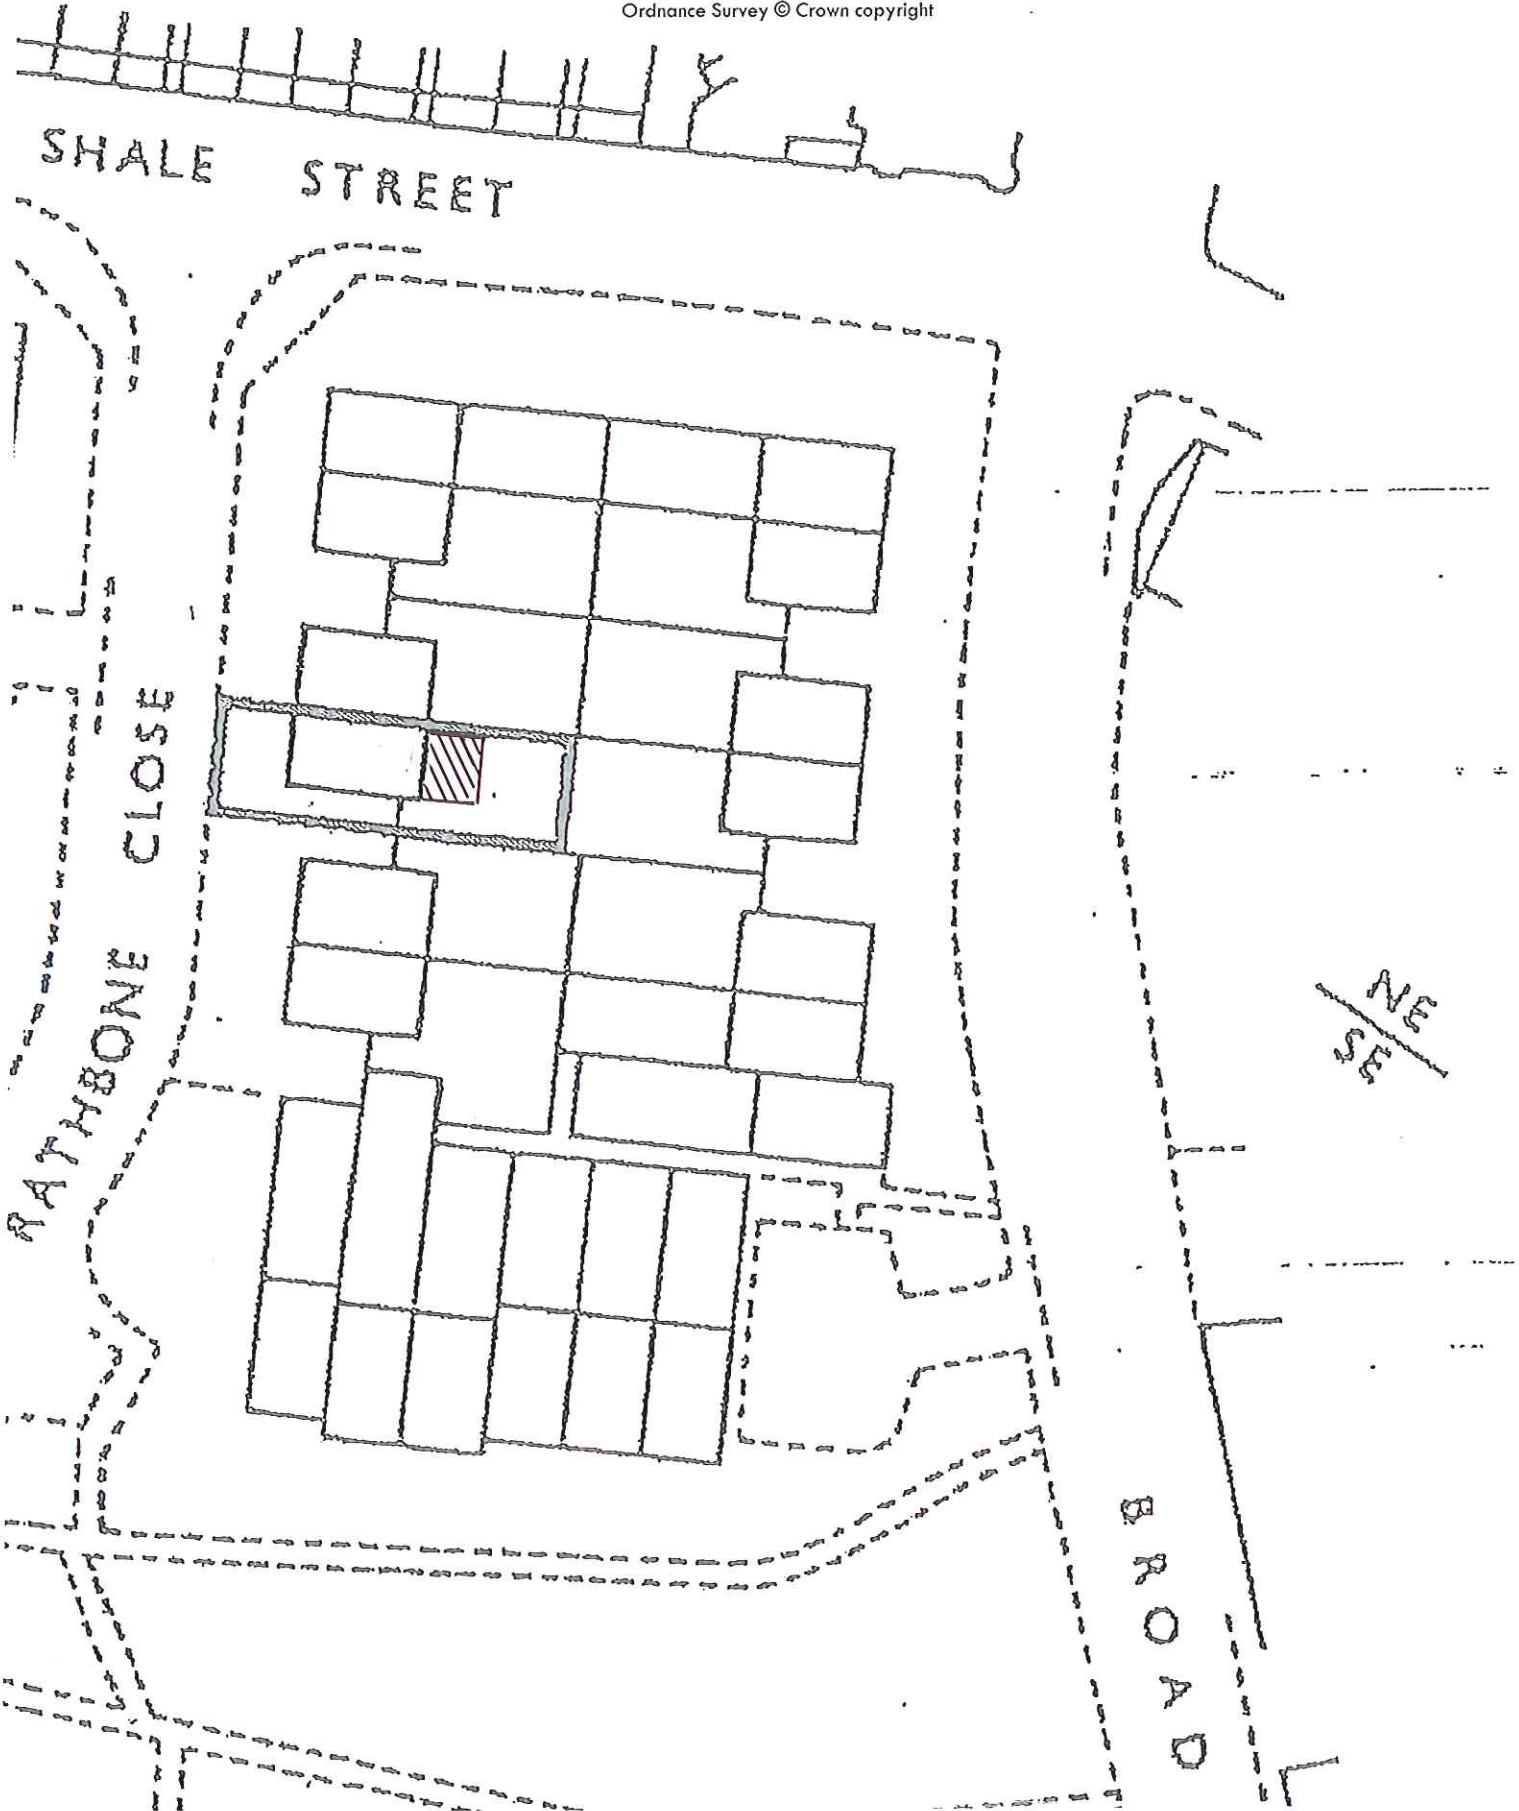 Ordnance Survey © Crown copyright
SHALE STREET
RATHBONE CLOSE
NE
SE
BROAD